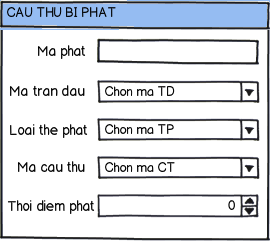 CAU THU BI PHAT
Ma phat
Ma tran dau Chon ma TD
Loai the phat Chon ma TP
Ma cau thu Chon ma CT
Thoi diem phat 0